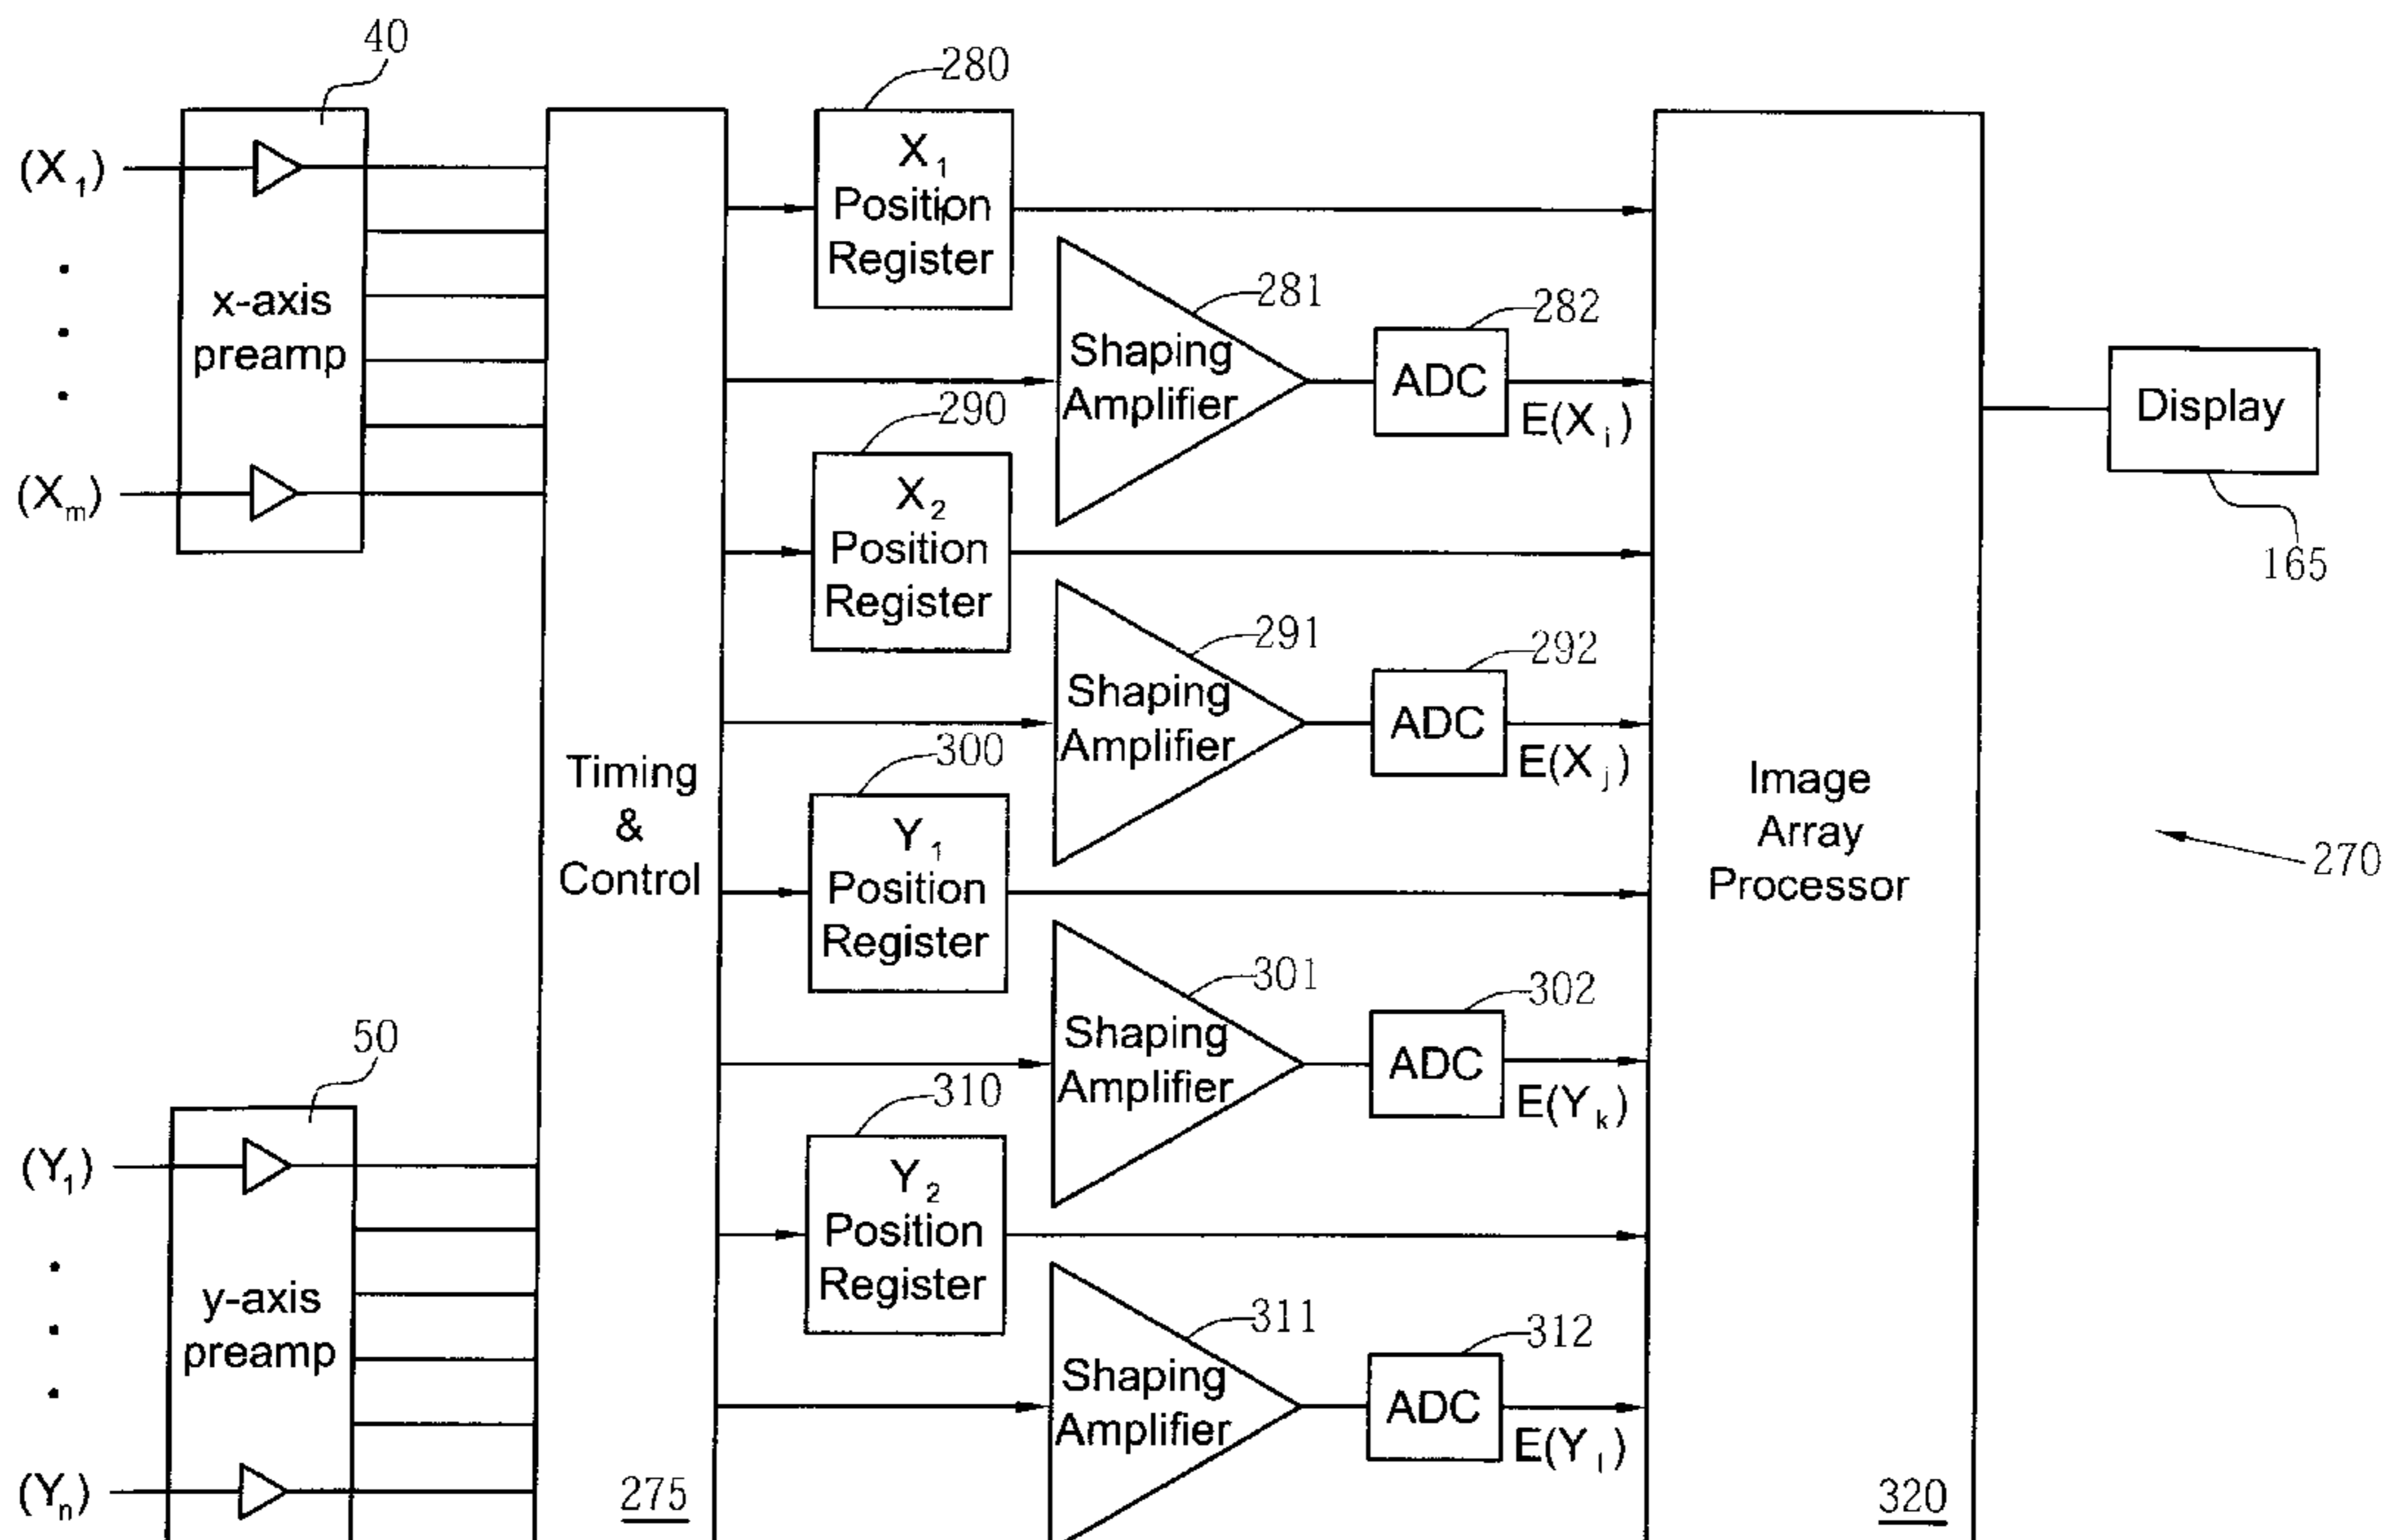 40
(X1)
x-axis
preamp
(Xm)
50
(Y1)
y-axis
preamp
(Yn)
Timing
&
Control
275
280
X1
Position
Register
281
Shaping
Amplifier
282
ADC
E(Xi)
290
X2
Position
Register
291
Shaping
Amplifier
292
ADC
E(Xj)
300
Y1
Position
Register
301
Shaping
Amplifier
302
ADC
E(Yk)
310
Y2
Position
Register
311
Shaping
Amplifier
312
ADC
E(Yl)
Image
Array
Processor
320
Display
165
270